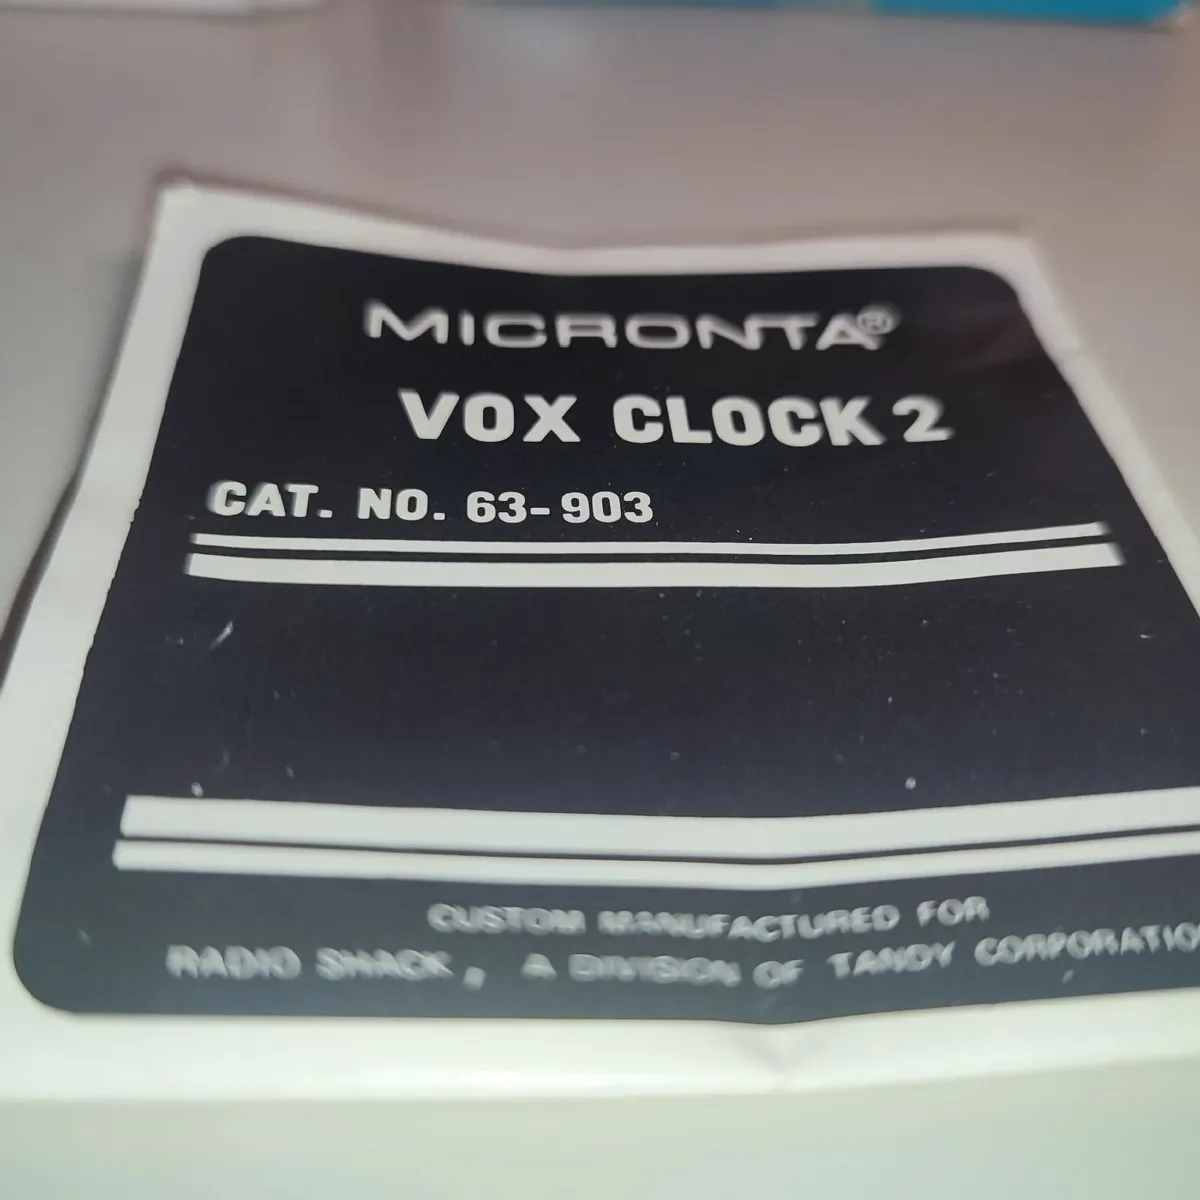 MICRONTA®
VOX CLOCK 2
CAT. NO. 63-903
CUSTOM MANUFACTURED FOR
RADIO SHACK, A DIVISION OF TANDY CORPORATIO